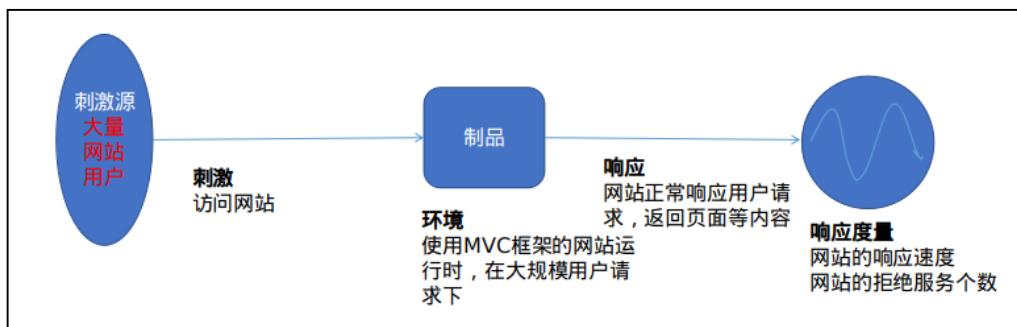 刺激源
大量
网站
用户
刺激
访问网站
制品
环境
使用MVC框架的网站运
行时，在大规模用户请
求下
响应
网站正常响应用户请
求，返回页面等内容
响应度量
网站的响应速度
网站的拒绝服务个数